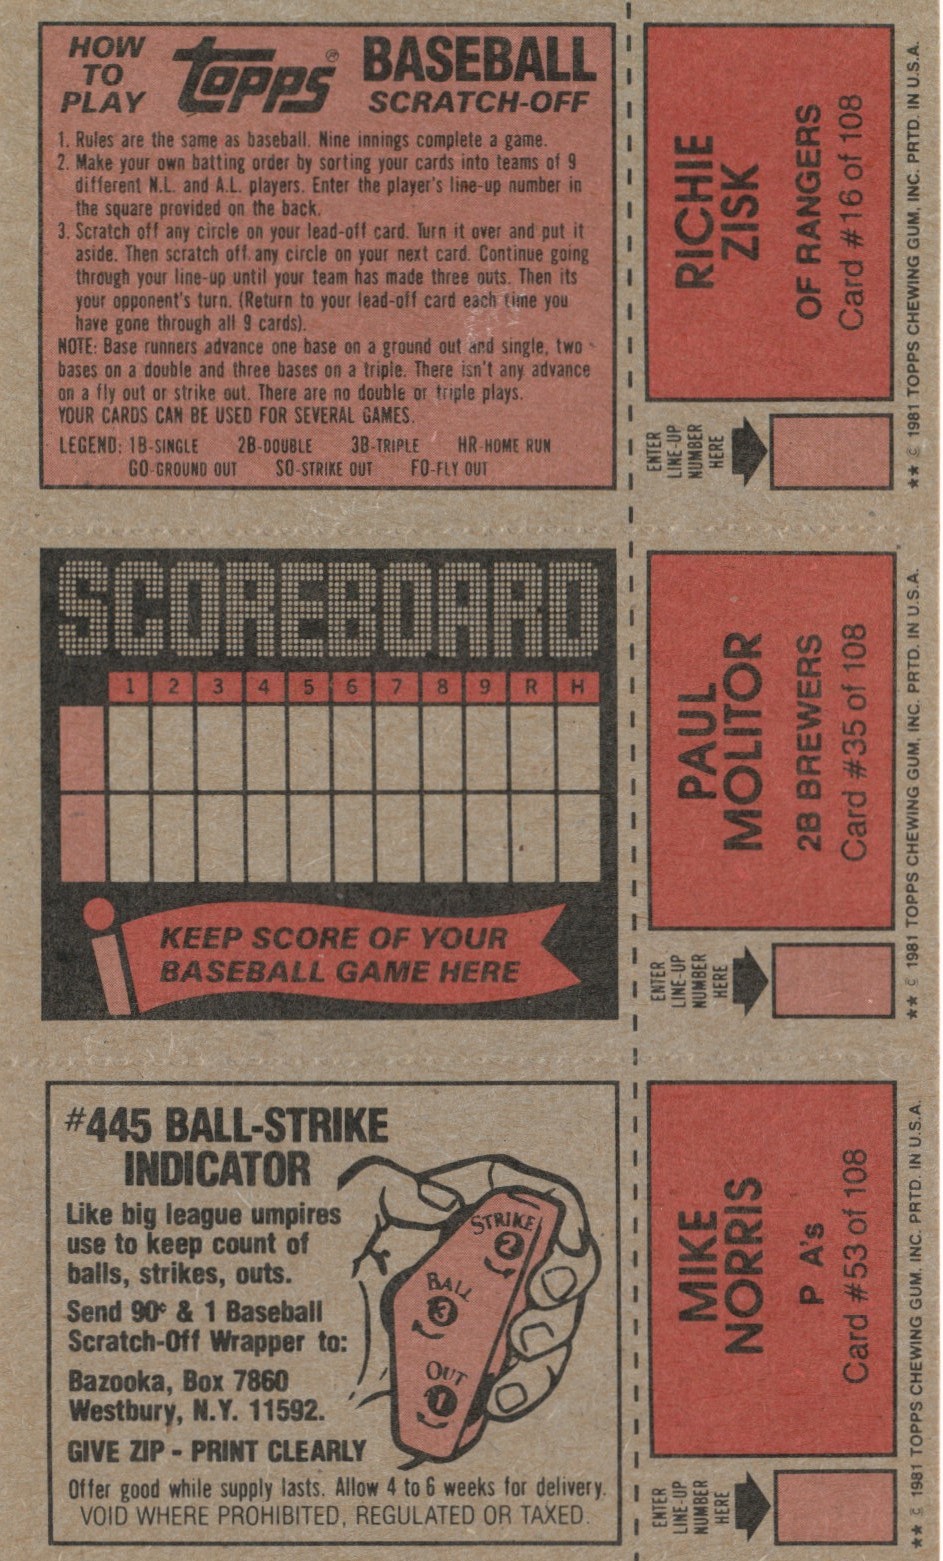 HOW
TO
PLAY
Topps®
BASEBALL
SCRATCH-OFF
1. Rules are the same as baseball. Nine innings complete a game.
2. Make your own batting order by sorting your cards into teams of 9
different N.L. and A.L. players. Enter the player's line-up number in
the square provided on the back.
3. Scratch off any circle on your lead-off card. Turn it over and put it
aside. Then scratch off any circle on your next card. Continue going
through your line-up until your team has made three outs. Then its
your opponent's turn. (Return to your lead-off card each time you
have gone through all 9 cards).
NOTE: Base runners advance one base on a ground out and single, two
bases on a double and three bases on a triple. There isn't any advance
on a fly out or strike out. There are no double or triple plays.
YOUR CARDS CAN BE USED FOR SEVERAL GAMES.
LEGEND: 1B-SINGLE 2B-DOUBLE 3B-TRIPLE HR-HOME RUN
GO-GROUND OUT SO-STRIKE OUT FO-FLY OUT
RICHIE
ZISK
OF RANGERS
Card #16 of 108
ENTER
LINE-UP
NUMBER
HERE
** © 1981 TOPPS CHEWING GUM, INC. PRTD. IN U.S.A.
SCOREBOARD
1 2 3 4 5 6 7 8 9 R H
KEEP SCORE OF YOUR
BASEBALL GAME HERE
PAUL
MOLITOR
2B BREWERS
Card #35 of 108
ENTER
LINE-UP
NUMBER
HERE
** © 1981 TOPPS CHEWING GUM, INC. PRTD. IN U.S.A.
#445 BALL-STRIKE
INDICATOR
Like big league umpires
use to keep count of
balls, strikes, outs.
Send 90¢ & 1 Baseball
Scratch-Off Wrapper to:
Bazooka, Box 7860
Westbury, N.Y. 11592.
GIVE ZIP - PRINT CLEARLY
Offer good while supply lasts. Allow 4 to 6 weeks for delivery.
VOID WHERE PROHIBITED, REGULATED OR TAXED.
STRIKE
2
BALL
3
OUT
1
MIKE
NORRIS
P A's
Card #53 of 108
ENTER
LINE-UP
NUMBER
HERE
** © 1981 TOPPS CHEWING GUM, INC. PRTD. IN U.S.A.